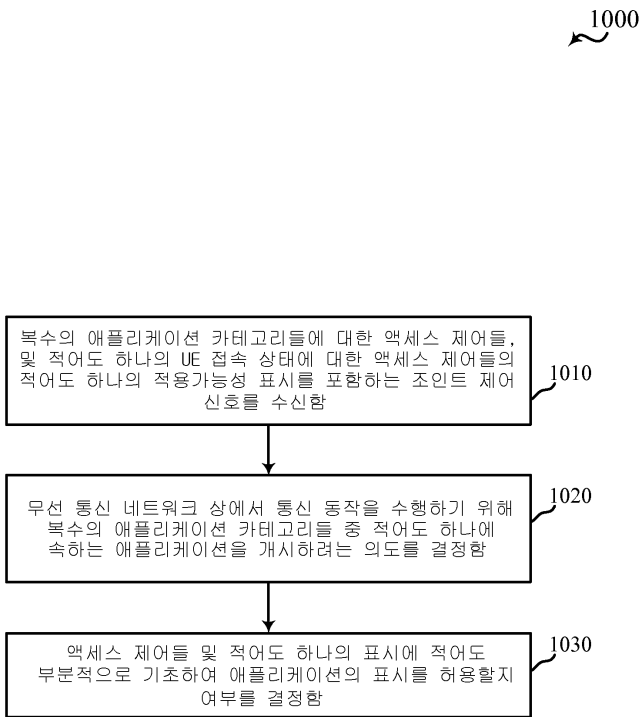 1000
복수의 애플리케이션 카테고리들에 대한 액세스 제어들,
및 적어도 하나의 UE 접속 상태에 대한 액세스 제어들의
적어도 하나의 적용가능성 표시를 포함하는 조인트 제어
신호를 수신함
1010
무선 통신 네트워크 상에서 통신 동작을 수행하기 위해
복수의 애플리케이션 카테고리들 중 적어도 하나에
속하는 애플리케이션을 개시하려는 의도를 결정함
1020
액세스 제어들 및 적어도 하나의 표시에 적어도
부분적으로 기초하여 애플리케이션의 표시를 허용할지
여부를 결정함
1030